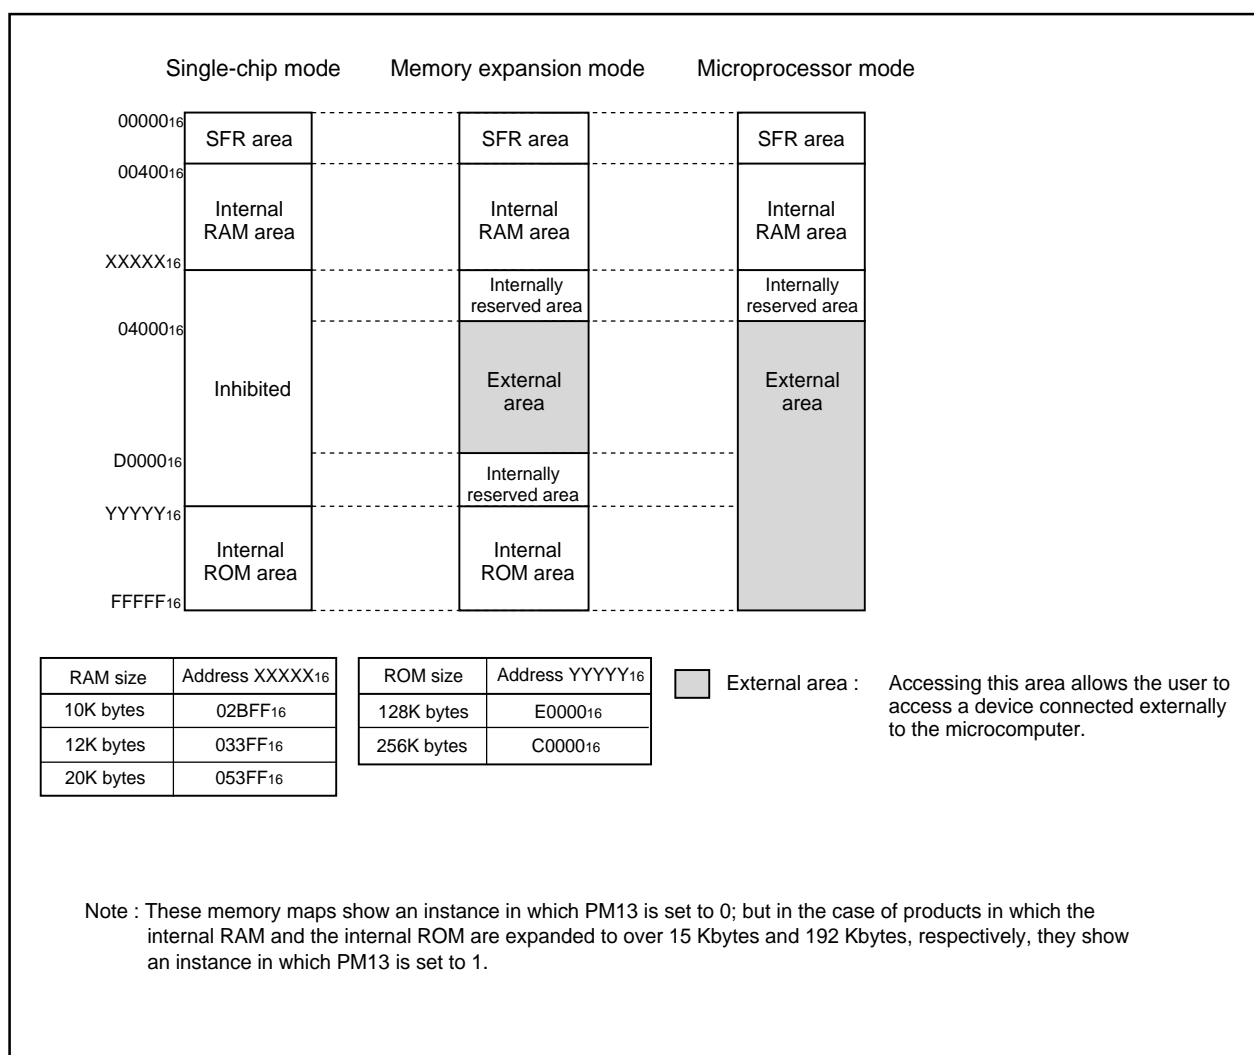 Single-chip mode Memory expansion mode Microprocessor mode
0000016
SFR area SFR area SFR area
0040016
Internal Internal Internal
RAM area RAM area RAM area
XXXXX16
Internally Internally
reserved area reserved area
0400016
Inhibited
External External
area area
D000016
Internally
reserved area
YYYYY16
Internal Internal
ROM area ROM area
FFFFF16
RAM size Address XXXXX16
10K bytes 02BFF16
12K bytes 033FF16
20K bytes 053FF16
ROM size Address YYYYY16
128K bytes E000016
256K bytes C000016
External area : Accessing this area allows the user to
access a device connected externally
to the microcomputer.
Note : These memory maps show an instance in which PM13 is set to 0; but in the case of products in which the
internal RAM and the internal ROM are expanded to over 15 Kbytes and 192 Kbytes, respectively, they show
an instance in which PM13 is set to 1.